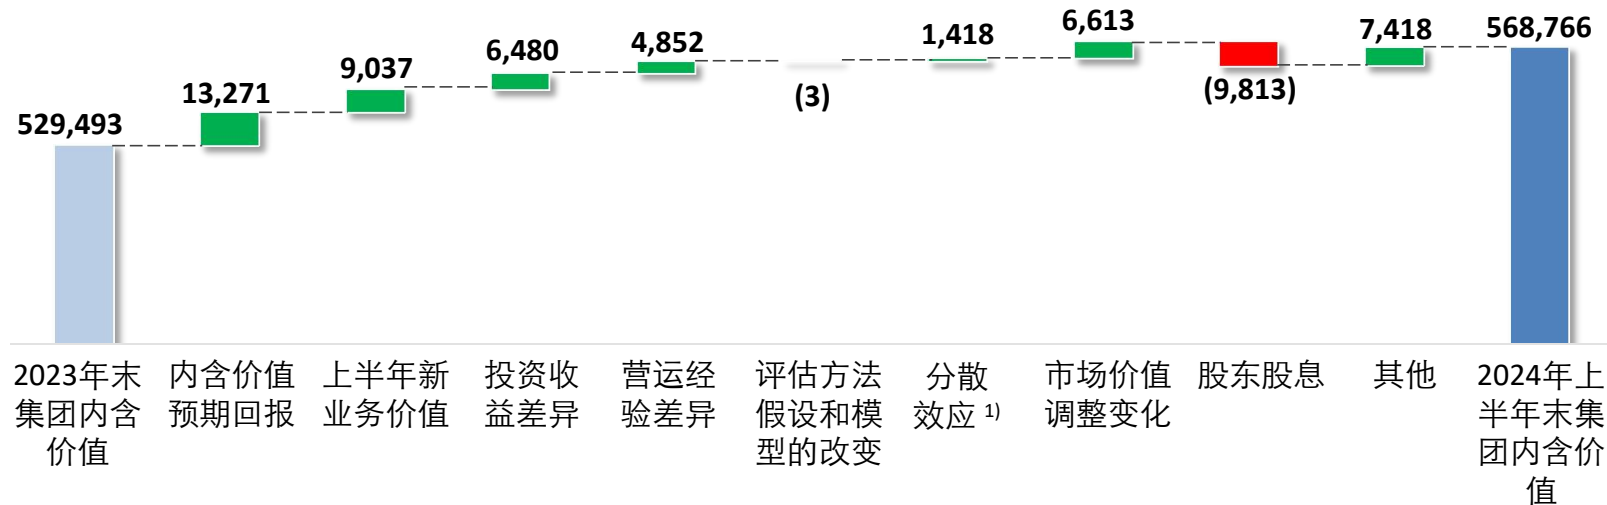 529,493
13,271
9,037
6,480
4,852
(3)
1,418
6,613
(9,813)
7,418
568,766
2023年末
集团内含
价值
内含价值
预期回报
上半年新
业务价值
投资收
益差异
营运经
验差异
评估方法
假设和模
型的改变
分散
效应 1)
市场价值
调整变化
股东股息
其他
2024年上
半年末集
团内含价
值